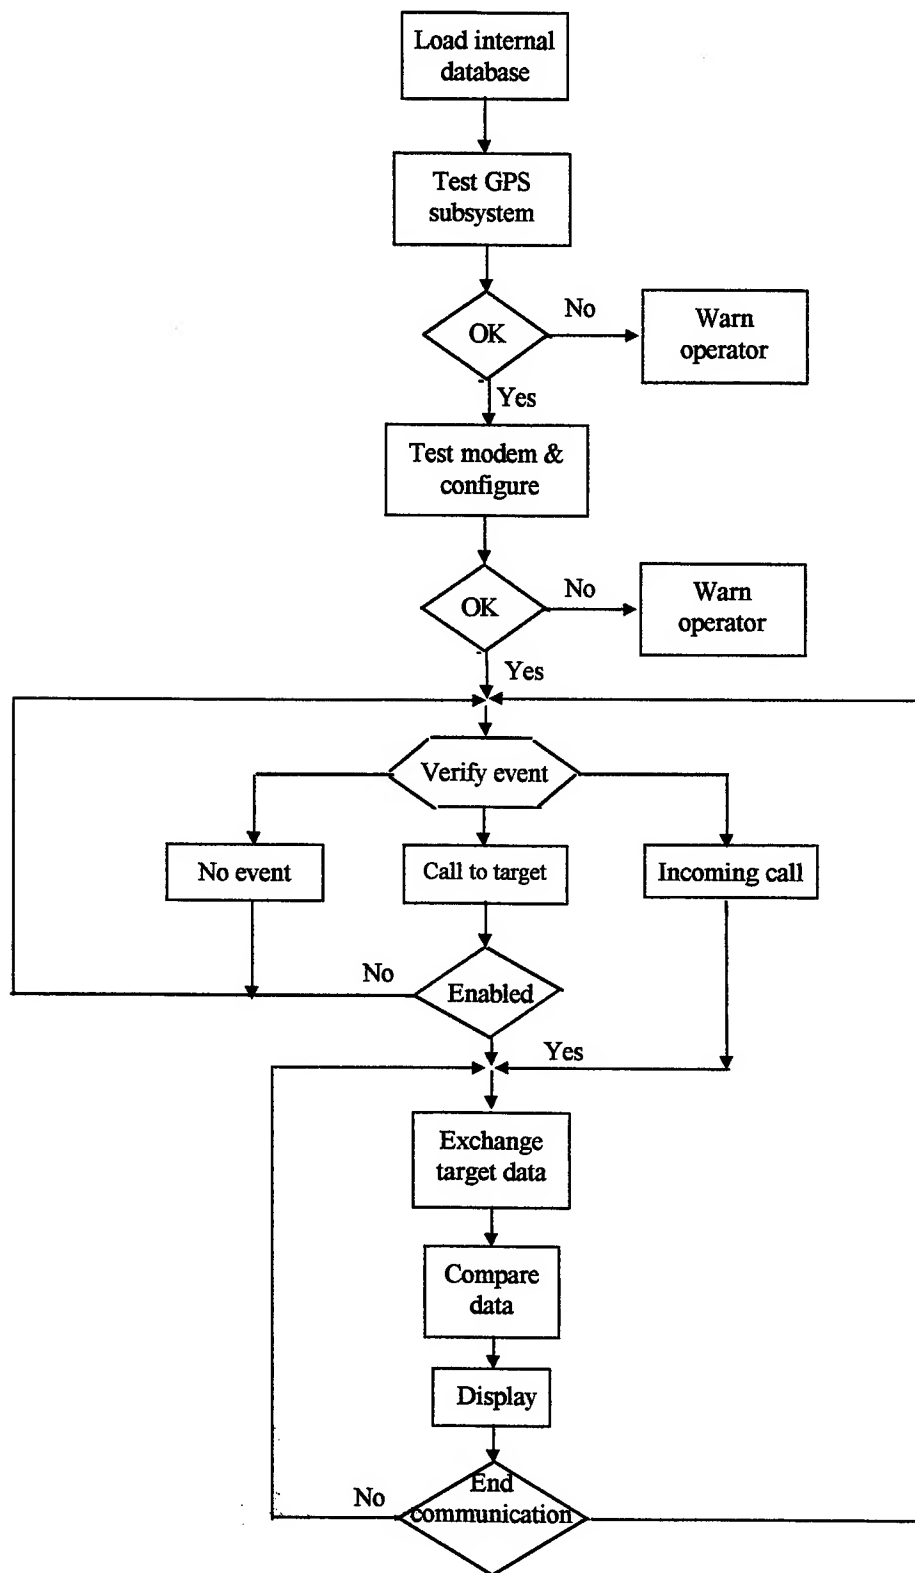 Load internal
database
Test GPS
subsystem
OK
No
Warn
operator
Yes
Test modem &
configure
OK
No
Warn
operator
Yes
Verify event
No event
Call to target
Incoming call
No
Enabled
Yes
Exchange
target data
Compare
data
Display
End
communication
No